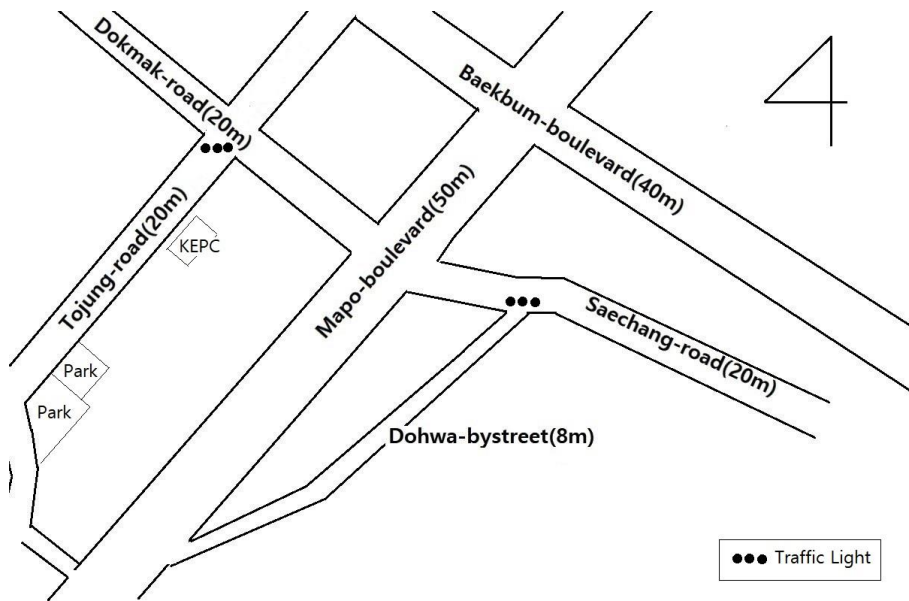 Dokmak-road(20m)
Baekbum-boulevard(40m)
Tojung-road(20m)
KEPC
Mapo-boulevard(50m)
Saechang-road(20m)
Park
Park
Dohwa-bystreet(8m)
Traffic Light